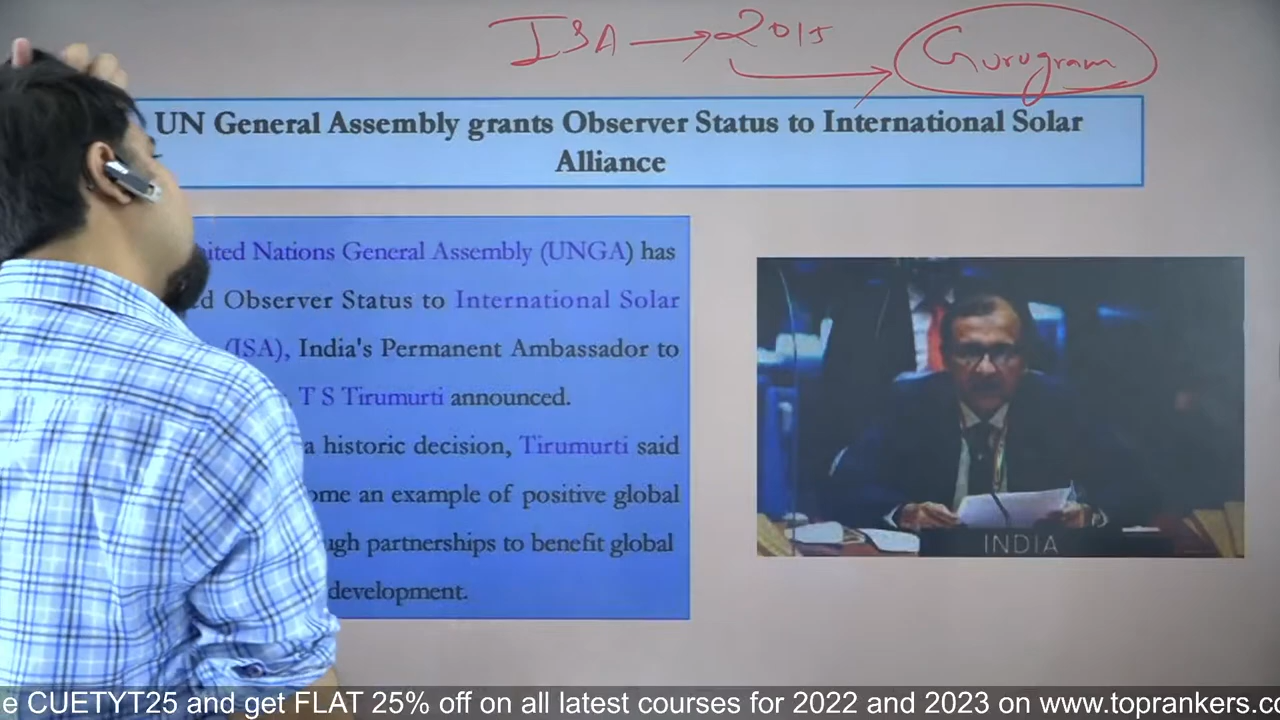 ISA → 2015 → Gurugram
UN General Assembly grants Observer Status to International Solar
Alliance
United Nations General Assembly (UNGA) has
Observer Status to International Solar
(ISA), India's Permanent Ambassador to
T S Tirumurti announced.
a historic decision, Tirumurti said
an example of positive global
partnerships to benefit global
development.
INDIA
CUETYT25 and get FLAT 25% off on all latest courses for 2022 and 2023 on www.toprankers.co